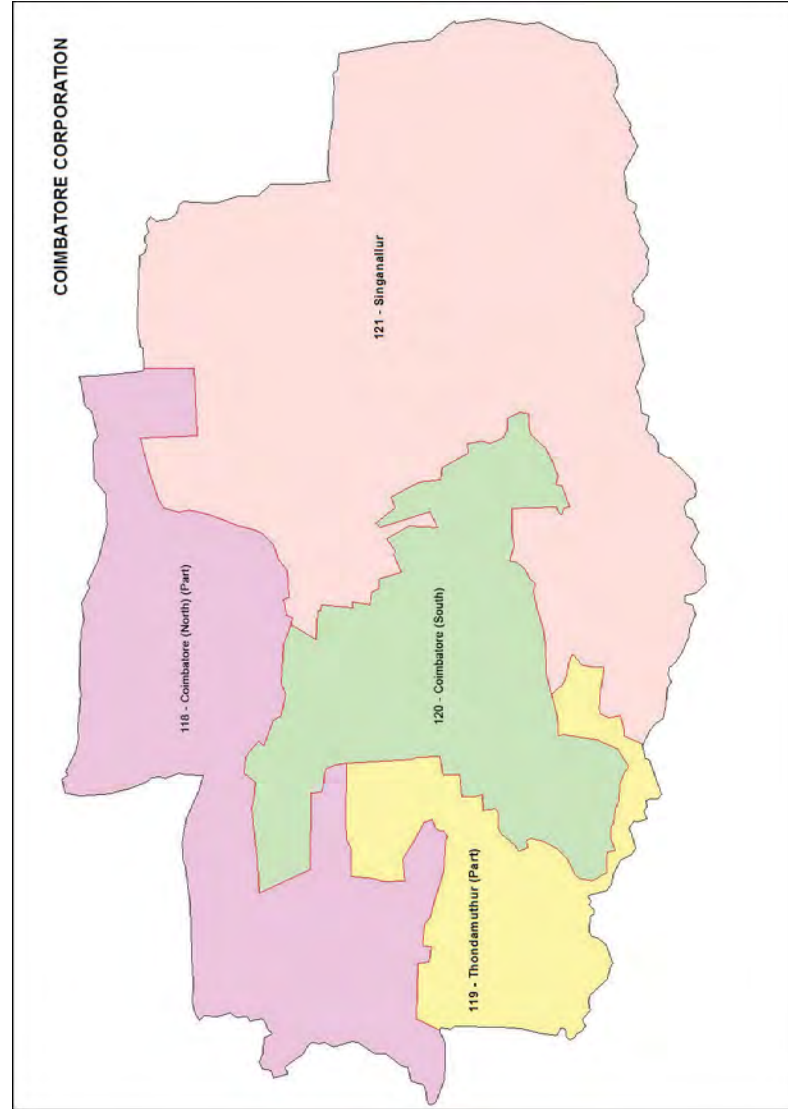 COIMBATORE CORPORATION
121 - Singanallur
118 - Coimbatore (North) (Part)
120 - Coimbatore (South)
119 - Thondamuthur (Part)